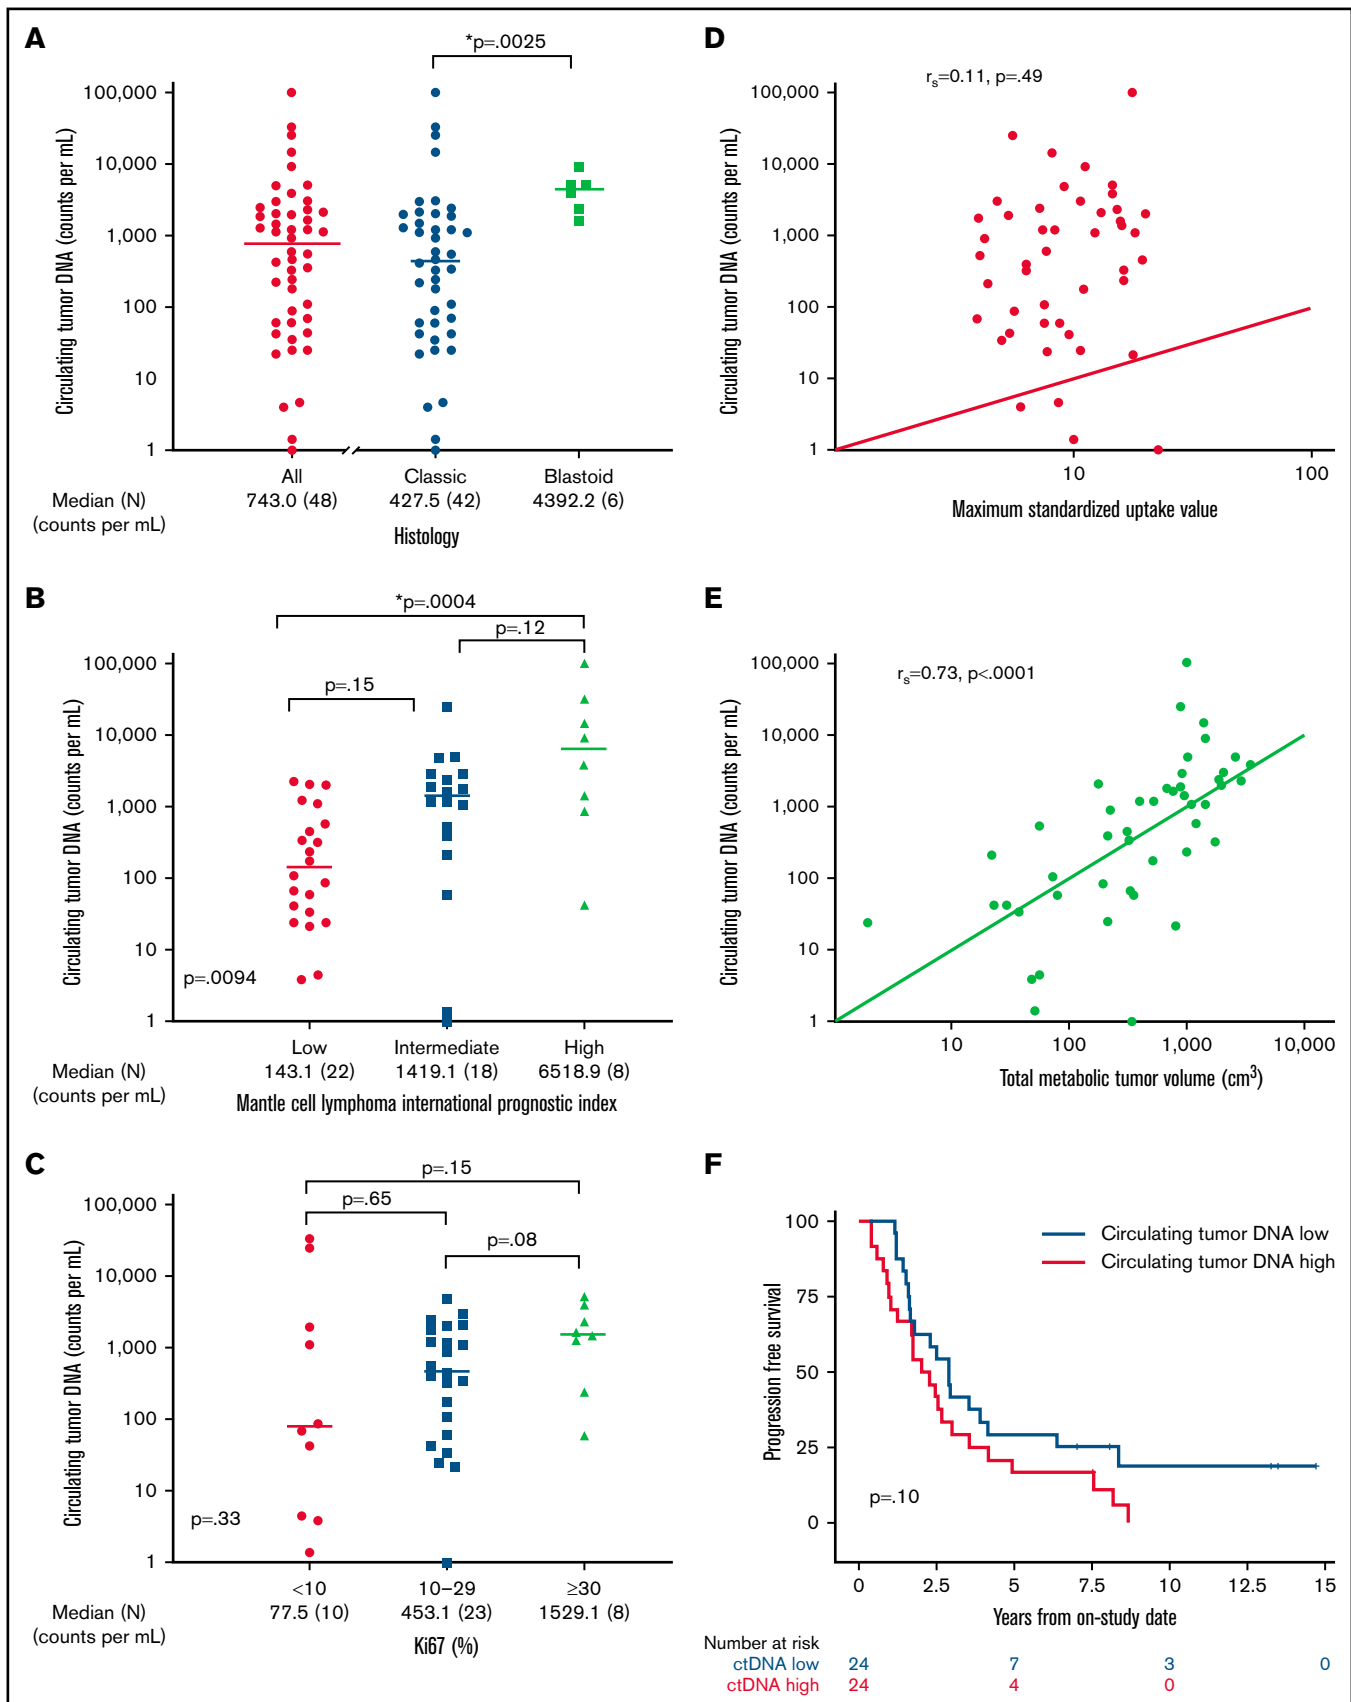 A
*p=.0025
100,000
10,000
1,000
100
10
1
Circulating tumor DNA (counts per mL)
All
Classic
Blastoid
Median (N)
743.0 (48)
427.5 (42)
4392.2 (6)
(counts per mL)
Histology
B
*p=.0004
p=.12
p=.15
100,000
10,000
1,000
100
10
1
Circulating tumor DNA (counts per mL)
p=.0094
Low
Intermediate
High
Median (N)
143.1 (22)
1419.1 (18)
6518.9 (8)
(counts per mL)
Mantle cell lymphoma international prognostic index
C
p=.15
p=.65
p=.08
100,000
10,000
1,000
100
10
1
Circulating tumor DNA (counts per mL)
p=.33
<10
10–29
≥30
Median (N)
77.5 (10)
453.1 (23)
1529.1 (8)
(counts per mL)
Ki67 (%)
D
rs=0.11, p=.49
100,000
10,000
1,000
100
10
1
Circulating tumor DNA (counts per mL)
10
100
Maximum standardized uptake value
E
rs=0.73, p<.0001
100,000
10,000
1,000
100
10
1
Circulating tumor DNA (counts per mL)
10
100
1,000
10,000
Total metabolic tumor volume (cm3)
F
Circulating tumor DNA low
Circulating tumor DNA high
100
75
50
25
0
Progression free survival
p=.10
0
2.5
5
7.5
10
12.5
15
Years from on-study date
Number at risk
ctDNA low 24 7 3 0
ctDNA high 24 4 0